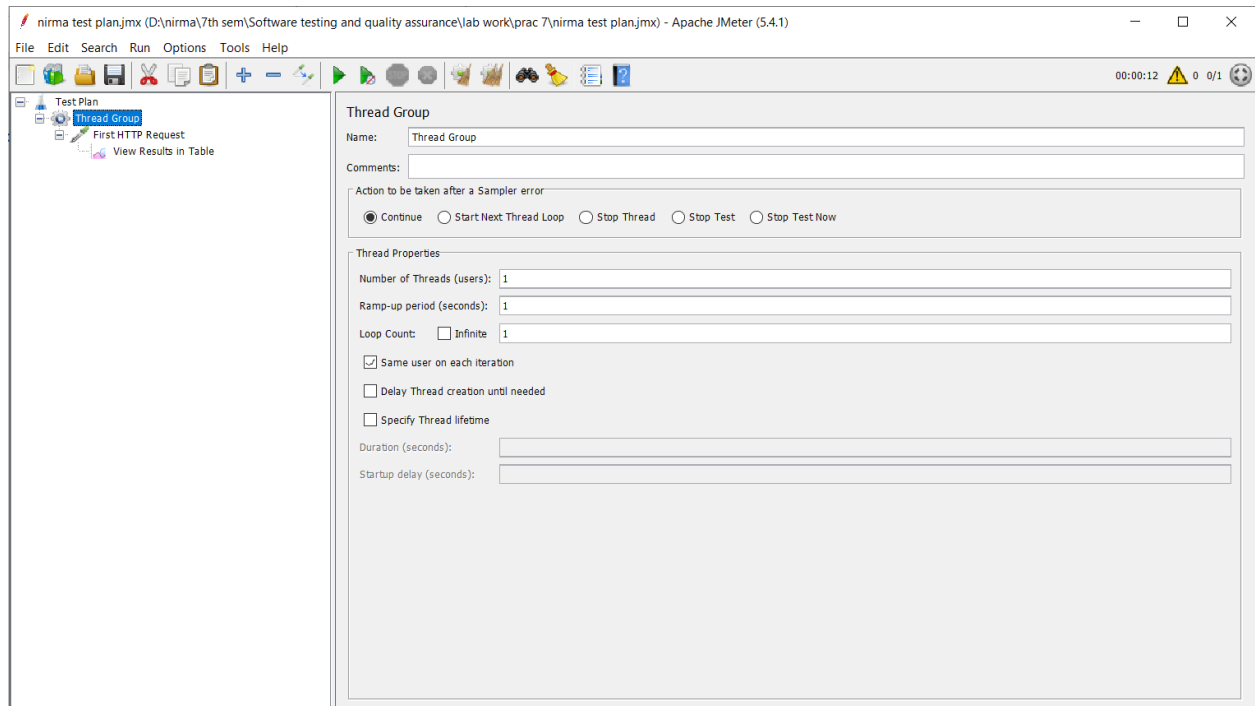 nirma test plan.jmx (D:\nirma\7th sem\Software testing and quality assurance\lab work\prac 7\nirma test plan.jmx) - Apache JMeter (5.4.1)
File Edit Search Run Options Tools Help
STOP
00:00:12 0 0/1
Test Plan
Thread Group
First HTTP Request
View Results in Table
Thread Group
Name: Thread Group
Comments:
Action to be taken after a Sampler error
Continue Start Next Thread Loop Stop Thread Stop Test Stop Test Now
Thread Properties
Number of Threads (users): 1
Ramp-up period (seconds): 1
Loop Count: Infinite 1
Same user on each iteration
Delay Thread creation until needed
Specify Thread lifetime
Duration (seconds):
Startup delay (seconds):